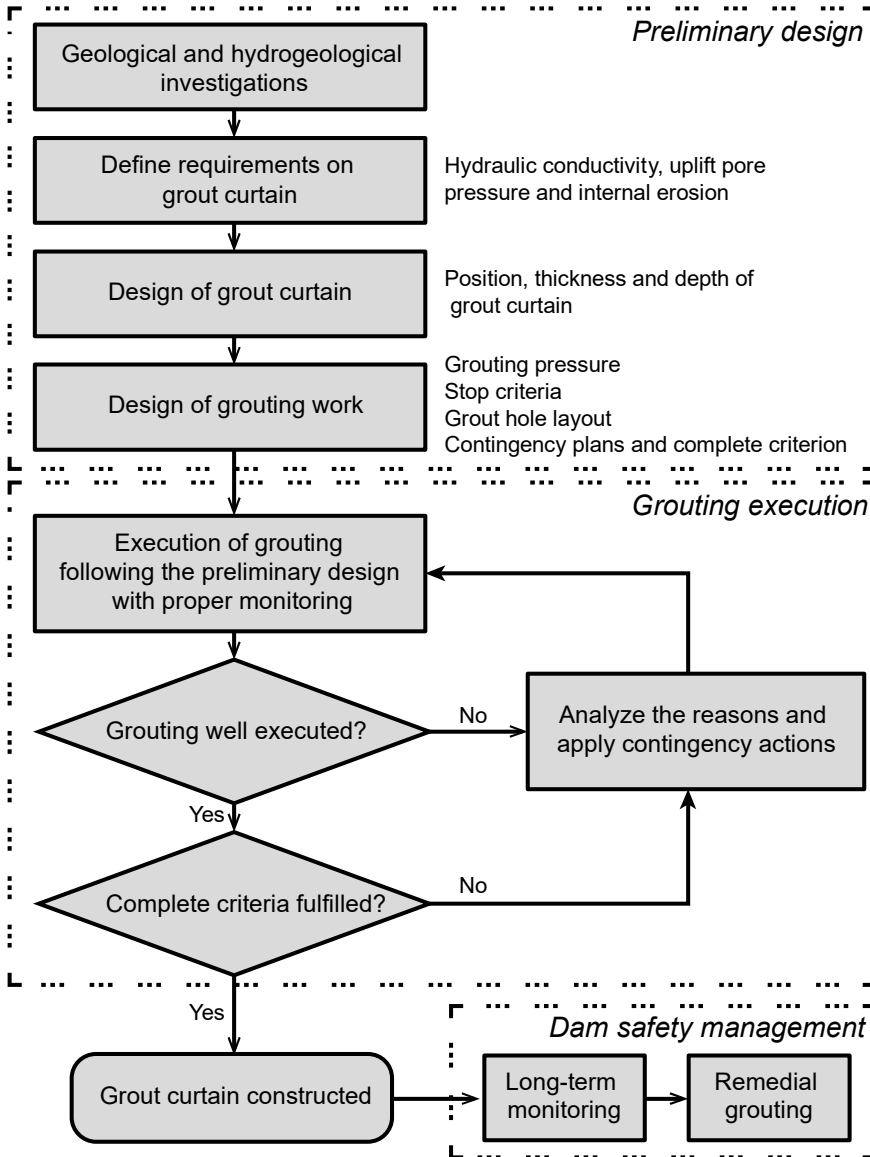 Preliminary design
Geological and hydrogeological
investigations
Define requirements on
grout curtain
Hydraulic conductivity, uplift pore
pressure and internal erosion
Design of grout curtain
Position, thickness and depth of
grout curtain
Design of grouting work
Grouting pressure
Stop criteria
Grout hole layout
Contingency plans and complete criterion
Grouting execution
Execution of grouting
following the preliminary design
with proper monitoring
Grouting well executed?
No
Analyze the reasons and
apply contingency actions
Yes
Complete criteria fulfilled?
No
Yes
Grout curtain constructed
Dam safety management
Long-term
monitoring
Remedial
grouting